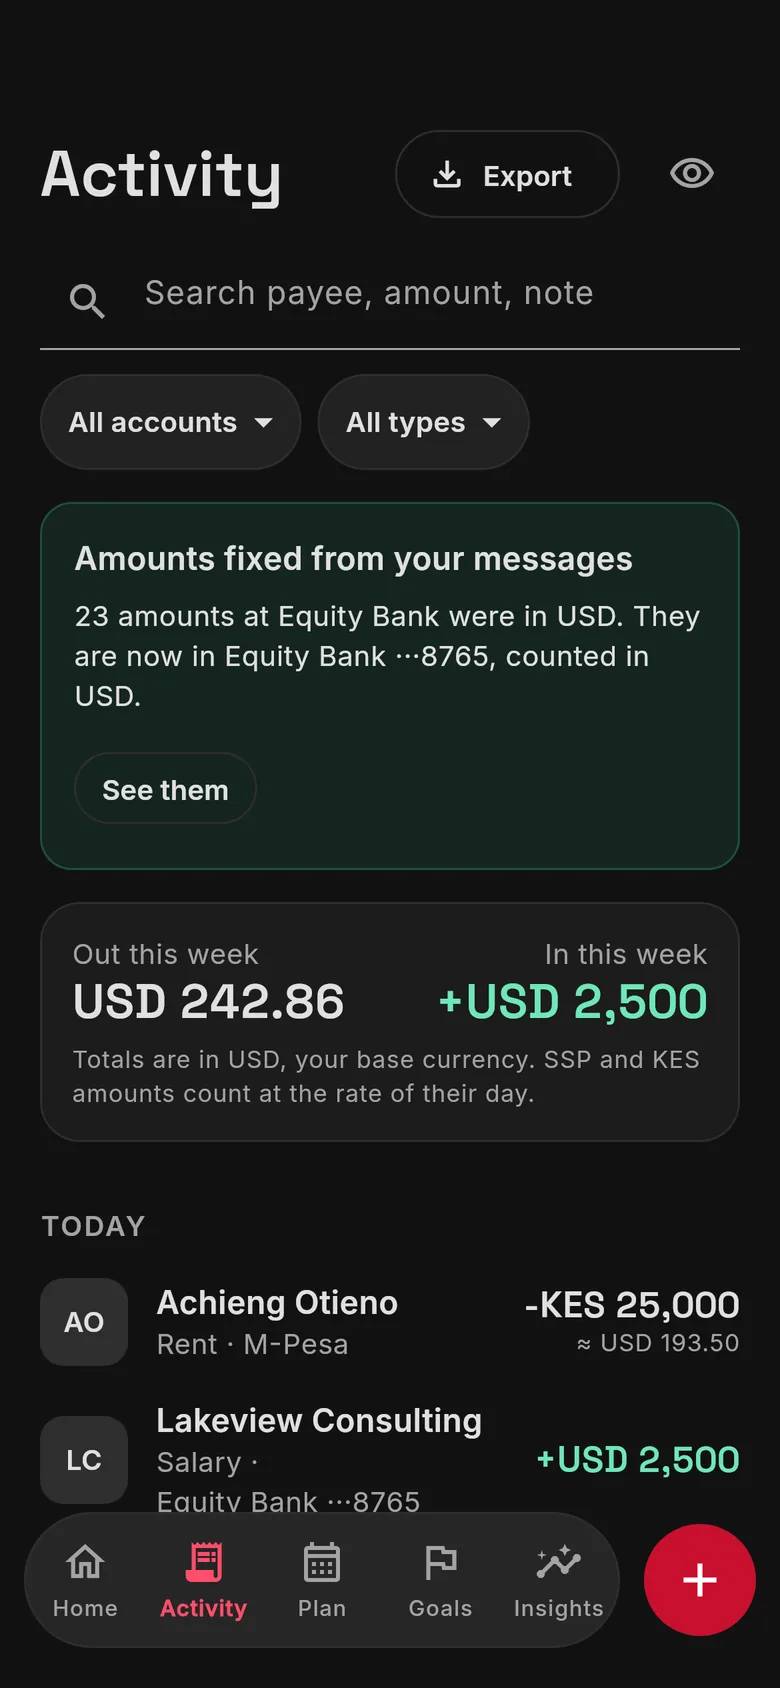 Activity
Export
Search payee, amount, note
All accounts
All types
Amounts fixed from your messages
23 amounts at Equity Bank were in USD. They
are now in Equity Bank ···8765, counted in
USD.
See them
Out this week
In this week
USD 242.86
+USD 2,500
Totals are in USD, your base currency. SSP and KES
amounts count at the rate of their day.
TODAY
AO
Achieng Otieno
-KES 25,000
Rent · M-Pesa
≈ USD 193.50
LC
Lakeview Consulting
Salary ·
+USD 2,500
Equity Bank ···8765
Home
Activity
Plan
Goals
Insights